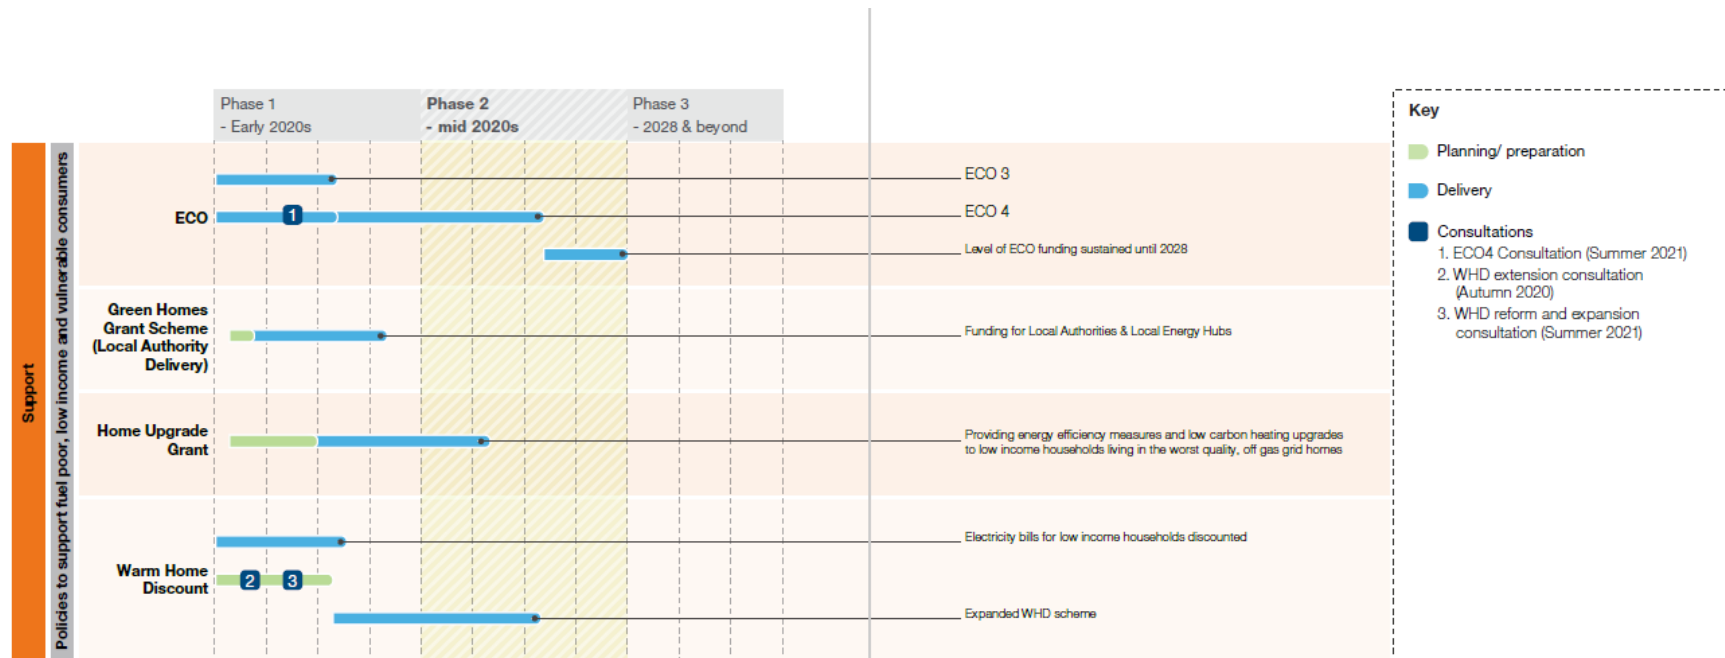 Phase 1
- Early 2020s
Phase 2
- mid 2020s
Phase 3
- 2028 & beyond
Support
Policies to support fuel poor, low income and vulnerable consumers
ECO
1
ECO 3
ECO 4
Level of ECO funding sustained until 2028
Green Homes
Grant Scheme
(Local Authority
Delivery)
Funding for Local Authorities & Local Energy Hubs
Home Upgrade
Grant
Providing energy efficiency measures and low carbon heating upgrades
to low income households living in the worst quality, off gas grid homes
Warm Home
Discount
2
3
Electricity bills for low income households discounted
Expanded WHD scheme
Key
Planning/ preparation
Delivery
Consultations
1. ECO4 Consultation (Summer 2021)
2. WHD extension consultation
(Autumn 2020)
3. WHD reform and expansion
consultation (Summer 2021)